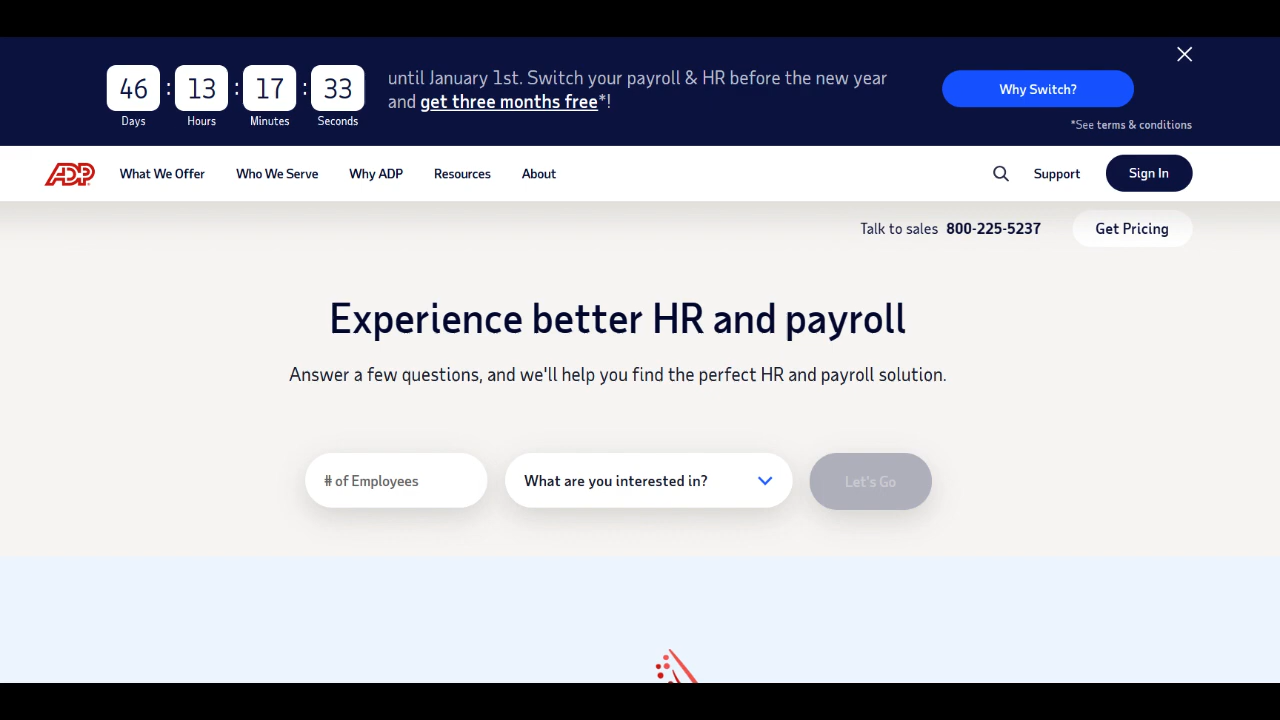 46 : 13 : 17 : 33
Days Hours Minutes Seconds
until January 1st. Switch your payroll & HR before the new year
and get three months free*!
Why Switch?
*See terms & conditions
ADP
What We Offer Who We Serve Why ADP Resources About
Support Sign In
Talk to sales 800-225-5237 Get Pricing
Experience better HR and payroll
Answer a few questions, and we'll help you find the perfect HR and payroll solution.
# of Employees What are you interested in? Let's Go